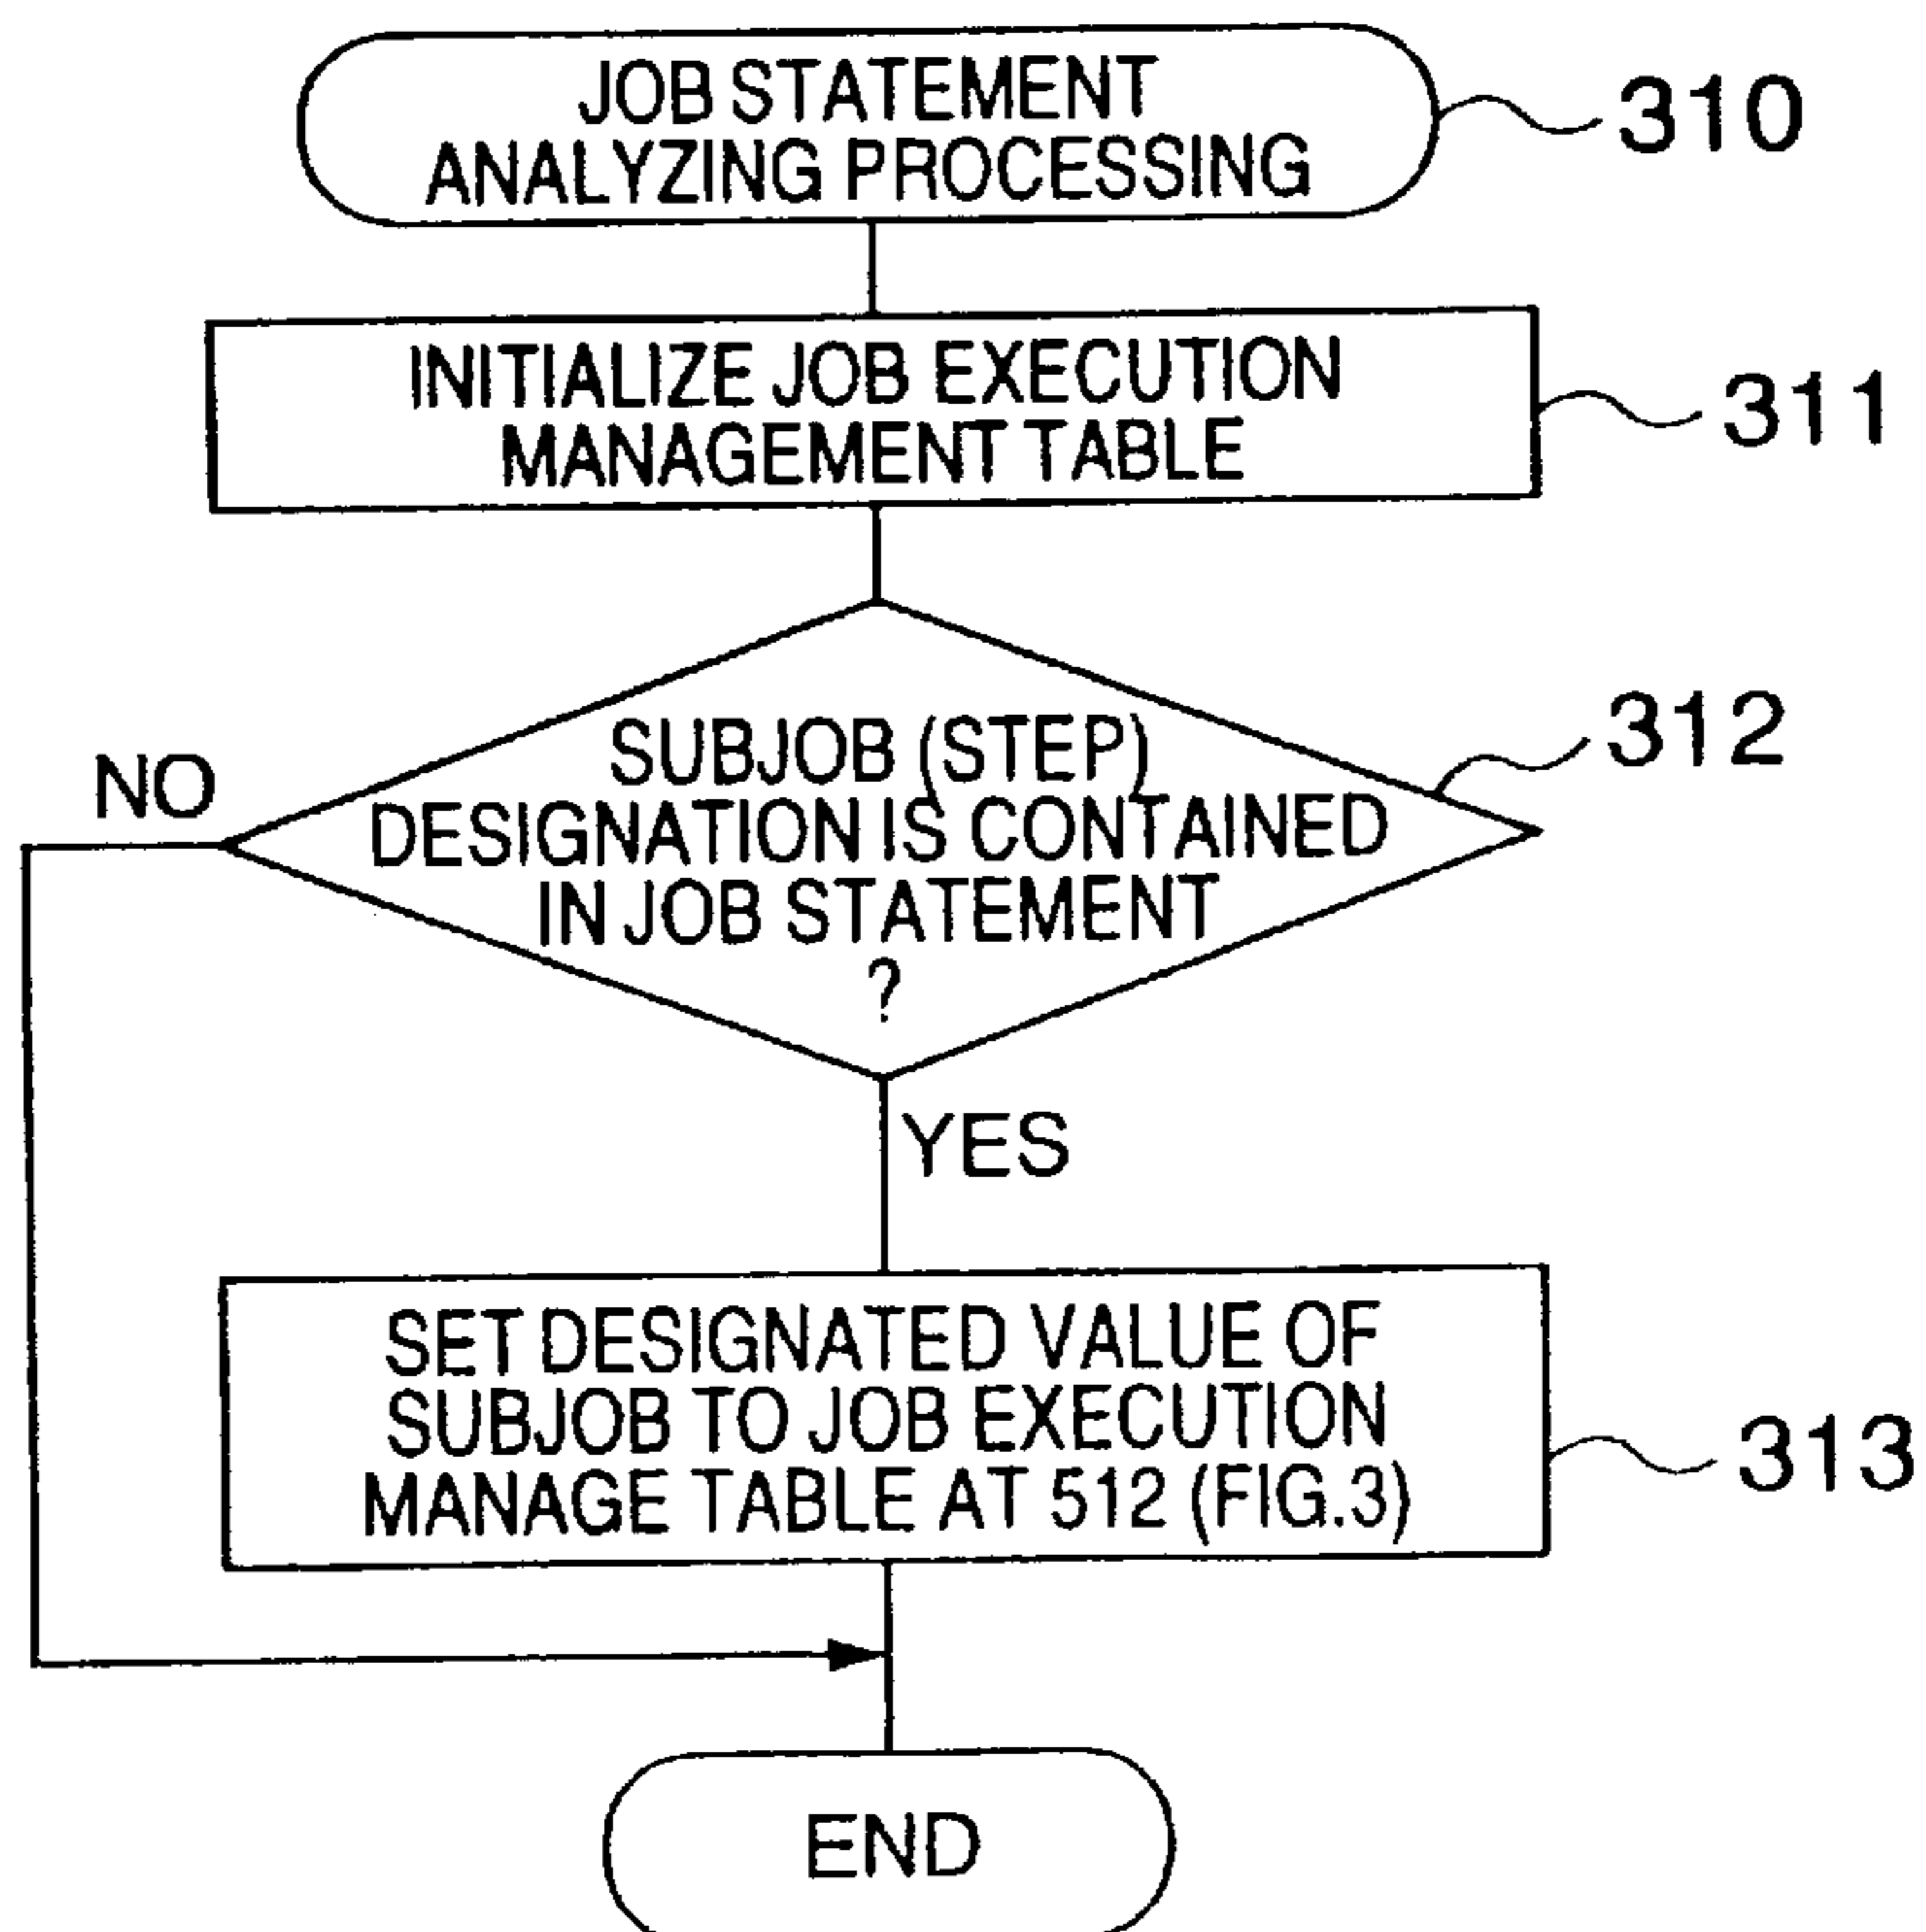 JOB STATEMENT
ANALYZING PROCESSING
310
INITIALIZE JOB EXECUTION
MANAGEMENT TABLE
311
312
SUBJOB (STEP)
DESIGNATION IS CONTAINED
IN JOB STATEMENT
?
NO
YES
SET DESIGNATED VALUE OF
SUBJOB TO JOB EXECUTION
MANAGE TABLE AT 512 (FIG.3)
313
END